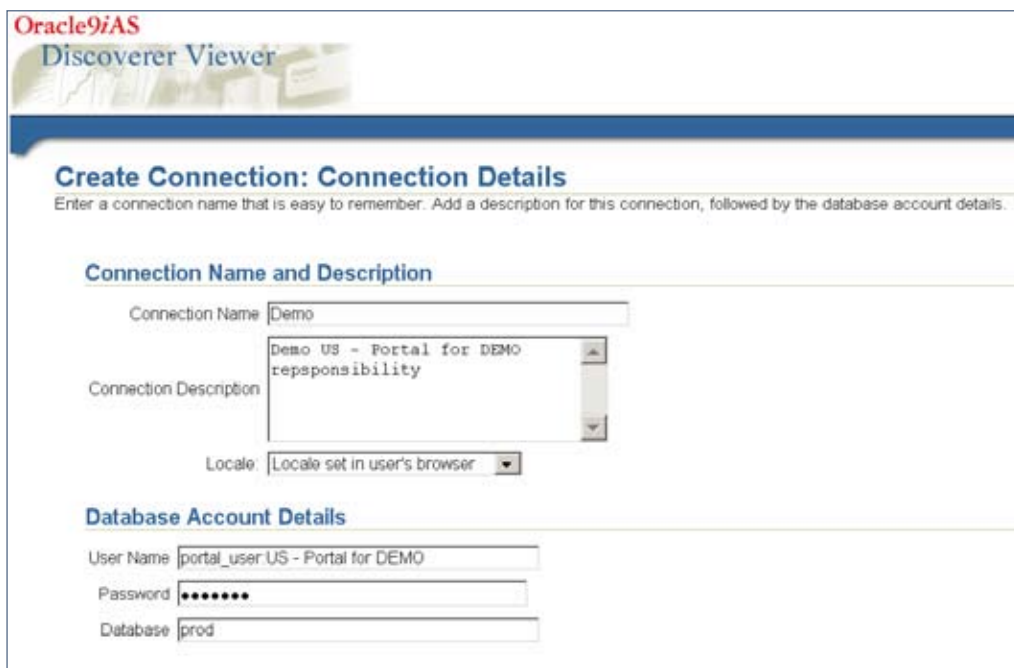 Oracle9iAS
Discoverer Viewer
Create Connection: Connection Details
Enter a connection name that is easy to remember. Add a description for this connection, followed by the database account details.
Connection Name and Description
Connection Name Demo
Connection Description Demo US - Portal for DEMO
repsponsibility
Locale: Locale set in user's browser
Database Account Details
User Name portal_user:US - Portal for DEMO
Password •••••••
Database prod